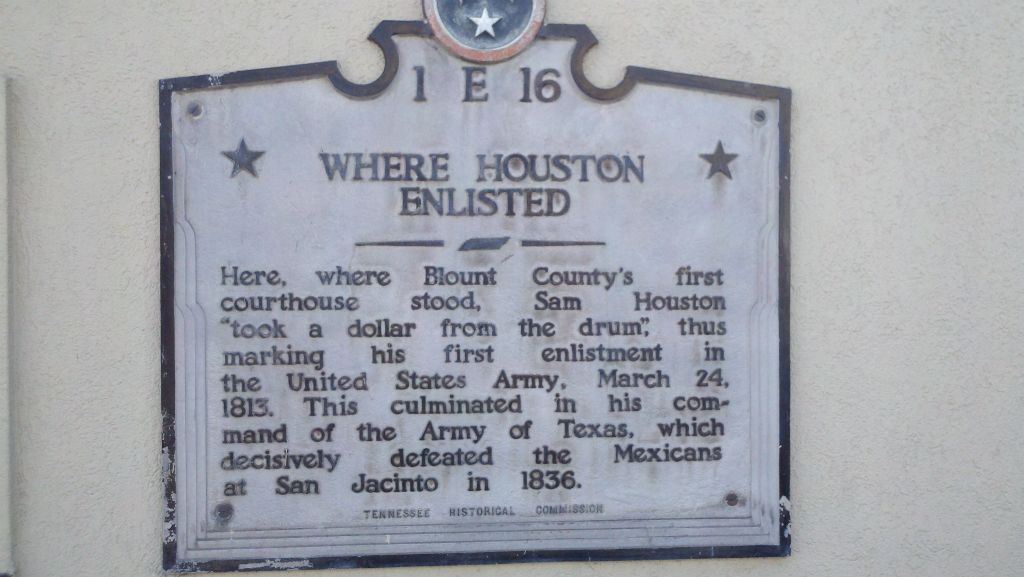 1 E 16
WHERE HOUSTON
ENLISTED
Here, where Blount County's first
courthouse stood, Sam Houston
"took a dollar from the drum", thus
marking his first enlistment in
the United States Army, March 24,
1813. This culminated in his com-
mand of the Army of Texas, which
decisively defeated the Mexicans
at San Jacinto in 1836.
TENNESSEE HISTORICAL COMMISSION